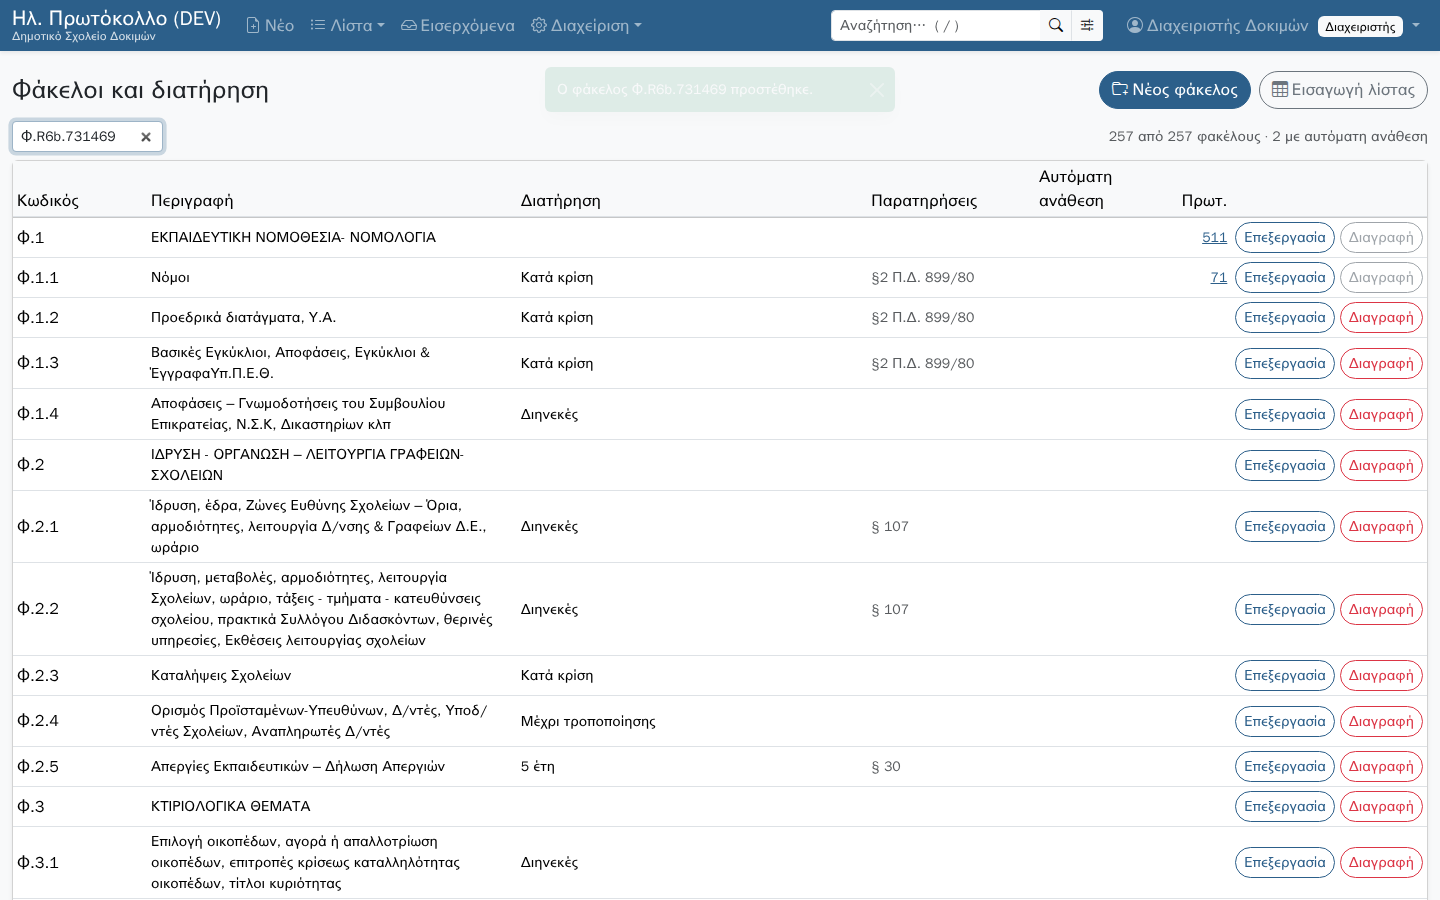 Ηλ. Πρωτόκολλο (DEV)
Δημοτικό Σχολείο Δοκιμών
Νέο
Λίστα
Εισερχόμενα
Διαχείριση
Αναζήτηση… ( / )
Διαχειριστής Δοκιμών
Διαχειριστής
Φάκελοι και διατήρηση
Ο φάκελος Φ.R6b.731469 προστέθηκε.
Νέος φάκελος
Εισαγωγή λίστας
Φ.R6b.731469
257 από 257 φακέλους · 2 με αυτόματη ανάθεση
Κωδικός Περιγραφή Διατήρηση Παρατηρήσεις Αυτόματη ανάθεση Πρωτ.
Φ.1 ΕΚΠΑΙΔΕΥΤΙΚΗ ΝΟΜΟΘΕΣΙΑ- ΝΟΜΟΛΟΓΙΑ 511 Επεξεργασία Διαγραφή
Φ.1.1 Νόμοι Κατά κρίση §2 Π.Δ. 899/80 71 Επεξεργασία Διαγραφή
Φ.1.2 Προεδρικά διατάγματα, Υ.Α. Κατά κρίση §2 Π.Δ. 899/80 Επεξεργασία Διαγραφή
Φ.1.3 Βασικές Εγκύκλιοι, Αποφάσεις, Εγκύκλιοι &
ΈγγραφαΥπ.Π.Ε.Θ. Κατά κρίση §2 Π.Δ. 899/80 Επεξεργασία Διαγραφή
Φ.1.4 Αποφάσεις – Γνωμοδοτήσεις του Συμβουλίου
Επικρατείας, Ν.Σ.Κ, Δικαστηρίων κλπ Διηνεκές Επεξεργασία Διαγραφή
Φ.2 ΙΔΡΥΣΗ - ΟΡΓΑΝΩΣΗ – ΛΕΙΤΟΥΡΓΙΑ ΓΡΑΦΕΙΩΝ-
ΣΧΟΛΕΙΩΝ Επεξεργασία Διαγραφή
Φ.2.1 Ίδρυση, έδρα, Ζώνες Ευθύνης Σχολείων – Όρια,
αρμοδιότητες, λειτουργία Δ/νσης & Γραφείων Δ.Ε.,
ωράριο Διηνεκές § 107 Επεξεργασία Διαγραφή
Φ.2.2 Ίδρυση, μεταβολές, αρμοδιότητες, λειτουργία
Σχολείων, ωράριο, τάξεις - τμήματα - κατευθύνσεις
σχολείου, πρακτικά Συλλόγου Διδασκόντων, θερινές
υπηρεσίες, Εκθέσεις λειτουργίας σχολείων Διηνεκές § 107 Επεξεργασία Διαγραφή
Φ.2.3 Καταλήψεις Σχολείων Κατά κρίση Επεξεργασία Διαγραφή
Φ.2.4 Ορισμός Προϊσταμένων-Υπευθύνων, Δ/ντές, Υποδ/
ντές Σχολείων, Αναπληρωτές Δ/ντές Μέχρι τροποποίησης Επεξεργασία Διαγραφή
Φ.2.5 Απεργίες Εκπαιδευτικών – Δήλωση Απεργιών 5 έτη § 30 Επεξεργασία Διαγραφή
Φ.3 ΚΤΙΡΙΟΛΟΓΙΚΑ ΘΕΜΑΤΑ Επεξεργασία Διαγραφή
Φ.3.1 Επιλογή οικοπέδων, αγορά ή απαλλοτρίωση
οικοπέδων, επιτροπές κρίσεως καταλληλότητας
οικοπέδων, τίτλοι κυριότητας Διηνεκές Επεξεργασία Διαγραφή